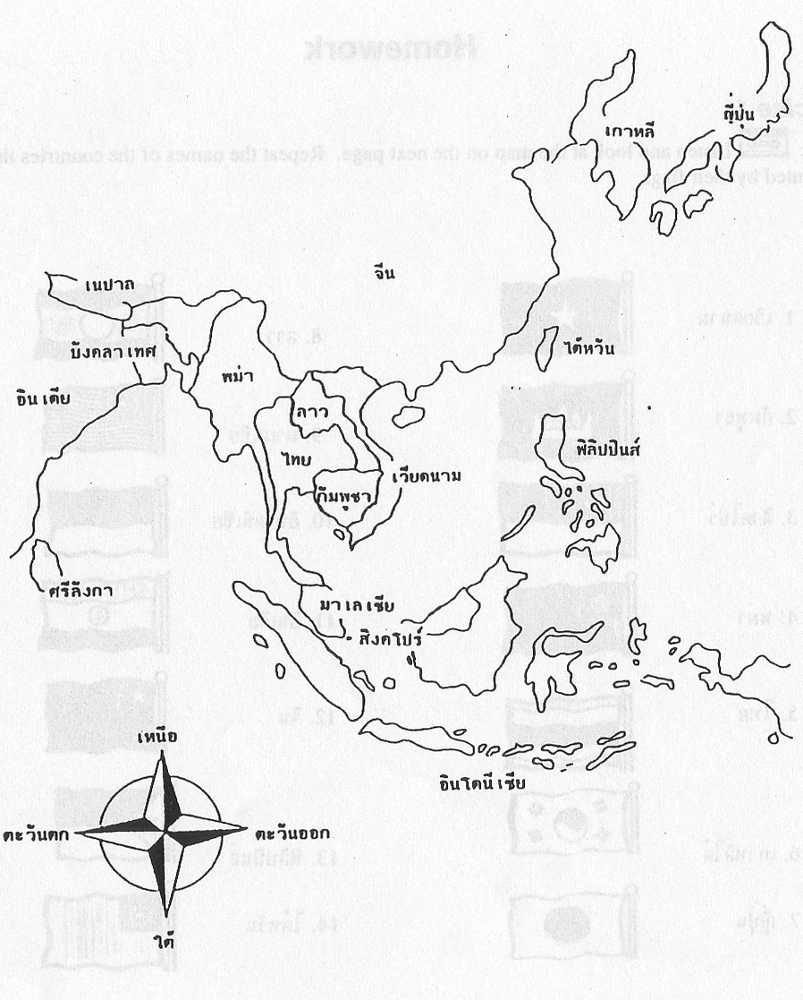 ญี่ปุ่น
เกาหลี
จีน
เนปาล
บังคลาเทศ
ไต้หวัน
พม่า
อินเดีย
ลาว
ไทย
พิลิปปินส์
เวียดนาม
กัมพูชา
ศรีลังกา
มาเลเซีย
สิงคโปร์
อินโดนีเซีย
เหนือ
ตะวันตก
ตะวันออก
ใต้